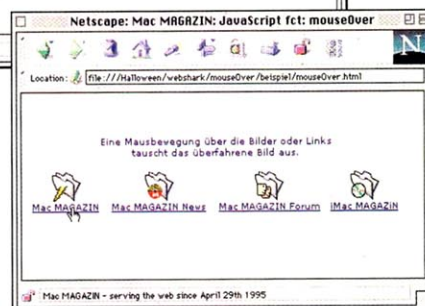 Netscape: Mac MAGAZIN: JavaScript fct: mouseOver
N
Location: file:///Halloween/webshark/mouseOver/beispiel/mouseOver.html
Eine Mausbewegung über die Bilder oder Links
tauscht das überfahrene Bild aus.
Mac MAGAZIN Mac MAGAZIN News Mac MAGAZIN Forum iMac MAGAZiN
Mac MAGAZIN - serving the web since April 29th 1995